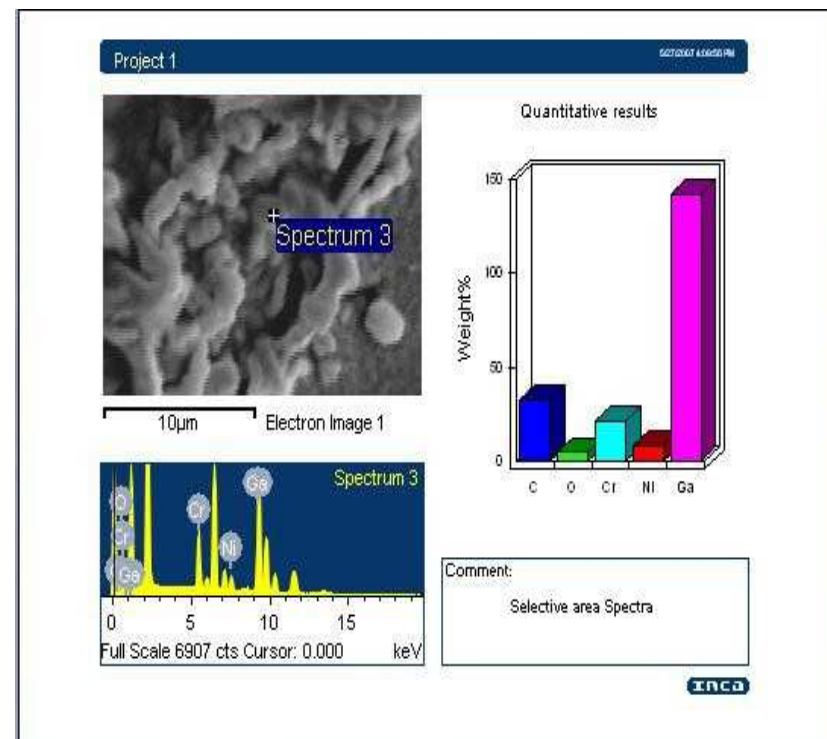 Project 1
Spectrum 3
10µm
Electron Image 1
Quantitative results
150
100
50
0
Weight%
C O Cr Ni Ga
Spectrum 3
O
Cr
Ga
Cr
Ni
Ga
0 5 10 15
Full Scale 6907 cts Cursor: 0.000 keV
Comment:
Selective area Spectra
INCA